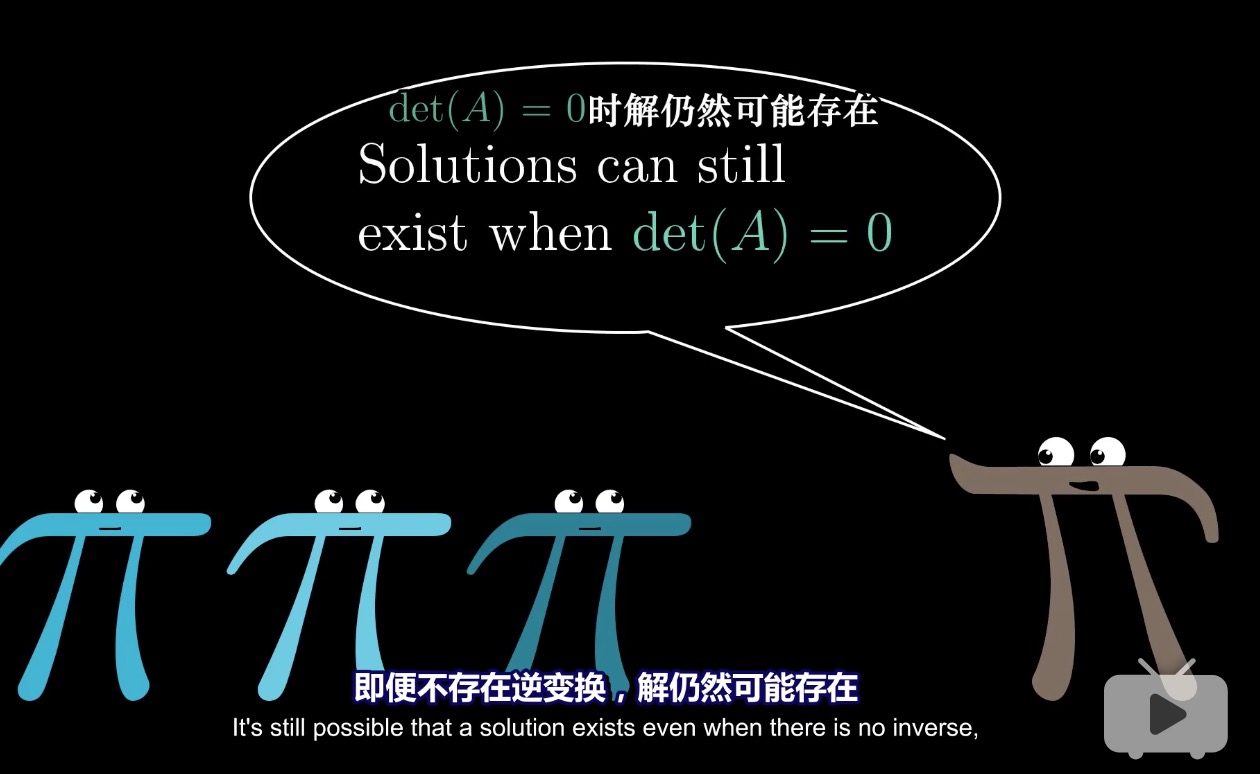 det(A) = 0时解仍然可能存在
Solutions can still
exist when det(A) = 0
即便不存在逆变换，解仍然可能存在
It's still possible that a solution exists even when there is no inverse,